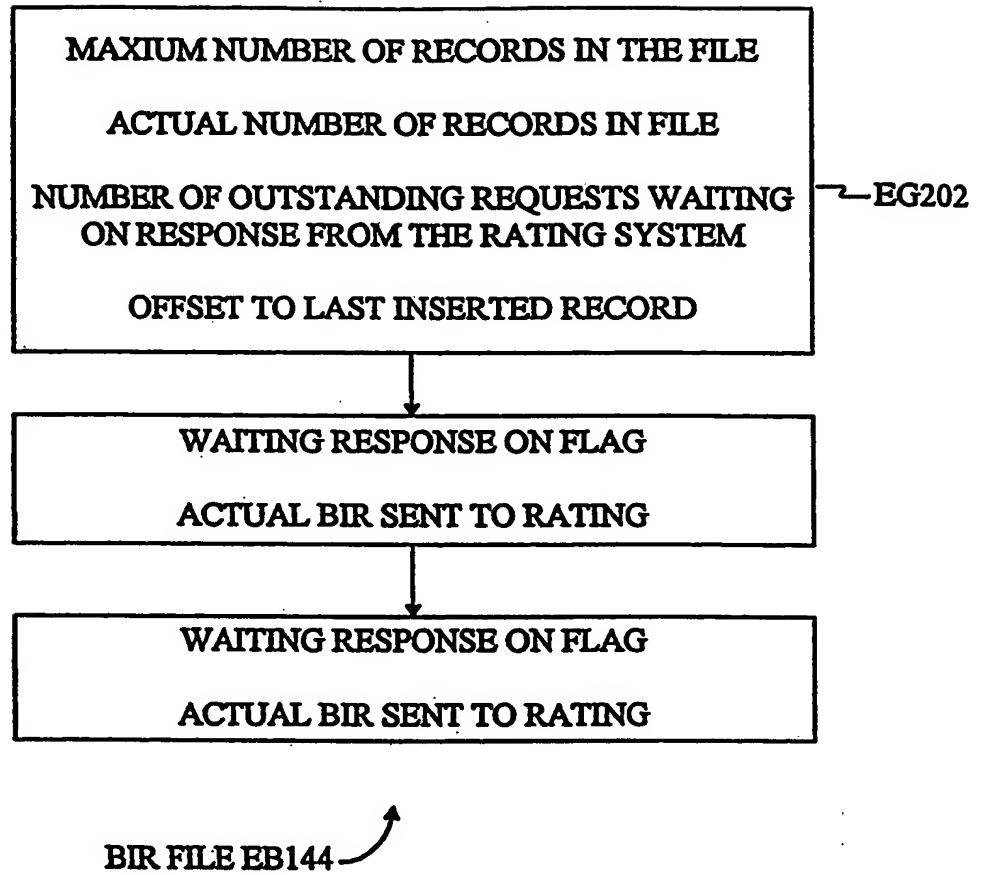 MAXIUM NUMBER OF RECORDS IN THE FILE
ACTUAL NUMBER OF RECORDS IN FILE
NUMBER OF OUTSTANDING REQUESTS WAITING
ON RESPONSE FROM THE RATING SYSTEM
OFFSET TO LAST INSERTED RECORD
EG202
WAITING RESPONSE ON FLAG
ACTUAL BIR SENT TO RATING
WAITING RESPONSE ON FLAG
ACTUAL BIR SENT TO RATING
BIR FILE EB144